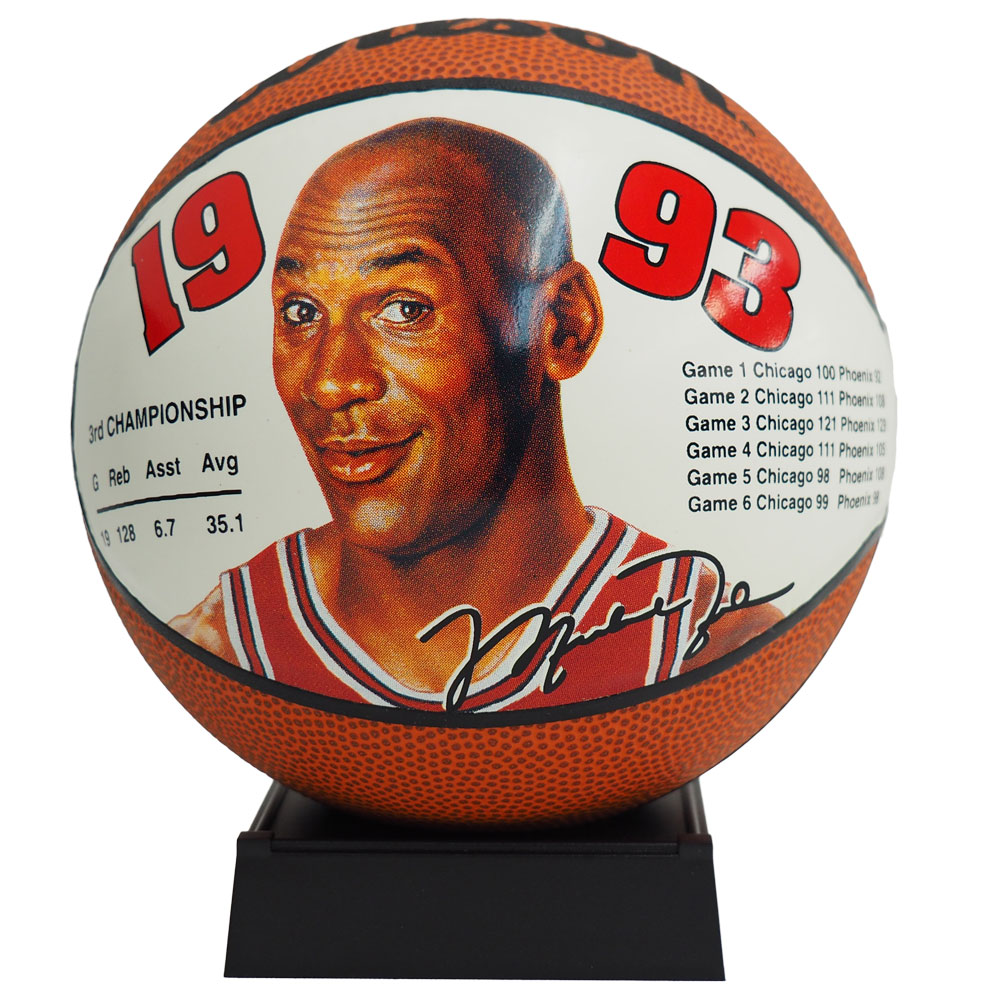 19 93
3rd CHAMPIONSHIP
G Reb Asst Avg
19 128 6.7 35.1
Game 1 Chicago 100 Phoenix 92
Game 2 Chicago 111 Phoenix 108
Game 3 Chicago 121 Phoenix 129
Game 4 Chicago 111 Phoenix 105
Game 5 Chicago 98 Phoenix 108
Game 6 Chicago 99 Phoenix 98